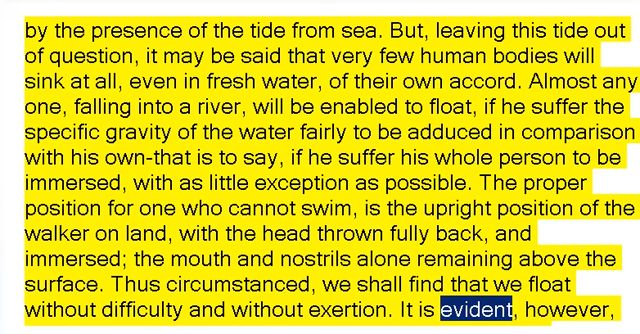 by the presence of the tide from sea. But, leaving this tide out
of question, it may be said that very few human bodies will
sink at all, even in fresh water, of their own accord. Almost any
one, falling into a river, will be enabled to float, if he suffer the
specific gravity of the water fairly to be adduced in comparison
with his own-that is to say, if he suffer his whole person to be
immersed, with as little exception as possible. The proper
position for one who cannot swim, is the upright position of the
walker on land, with the head thrown fully back, and
immersed; the mouth and nostrils alone remaining above the
surface. Thus circumstanced, we shall find that we float
without difficulty and without exertion. It is evident, however,